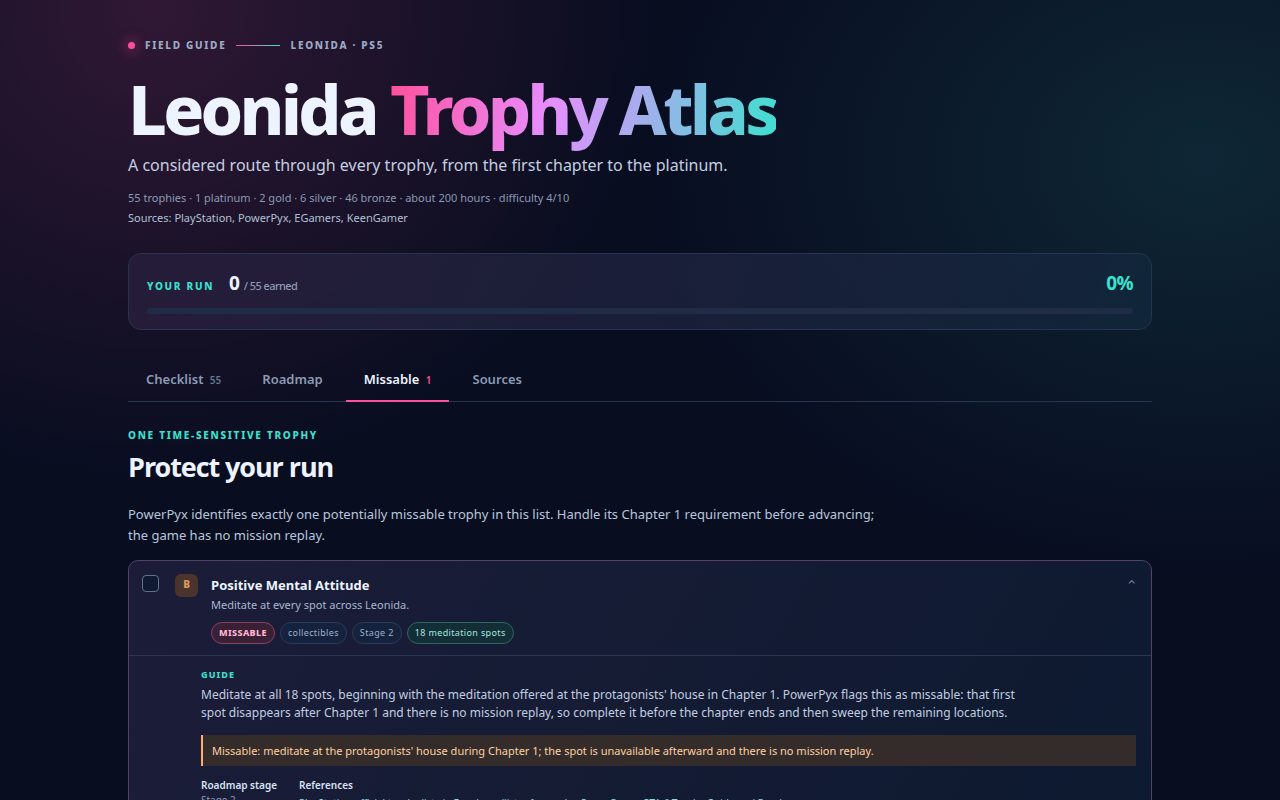 FIELD GUIDE LEONIDA · PS5
Leonida Trophy Atlas
A considered route through every trophy, from the first chapter to the platinum.
55 trophies · 1 platinum · 2 gold · 6 silver · 46 bronze · about 200 hours · difficulty 4/10
Sources: PlayStation, PowerPyx, EGamers, KeenGamer
YOUR RUN 0 / 55 earned 0%
Checklist 55 Roadmap Missable 1 Sources
ONE TIME-SENSITIVE TROPHY
Protect your run
PowerPyx identifies exactly one potentially missable trophy in this list. Handle its Chapter 1 requirement before advancing;
the game has no mission replay.
B Positive Mental Attitude
Meditate at every spot across Leonida.
MISSABLE collectibles Stage 2 18 meditation spots
GUIDE
Meditate at all 18 spots, beginning with the meditation offered at the protagonists' house in Chapter 1. PowerPyx flags this as missable: that first
spot disappears after Chapter 1 and there is no mission replay, so complete it before the chapter ends and then sweep the remaining locations.
Missable: meditate at the protagonists' house during Chapter 1; the spot is unavailable afterward and there is no mission replay.
Roadmap stage References
Stage 2